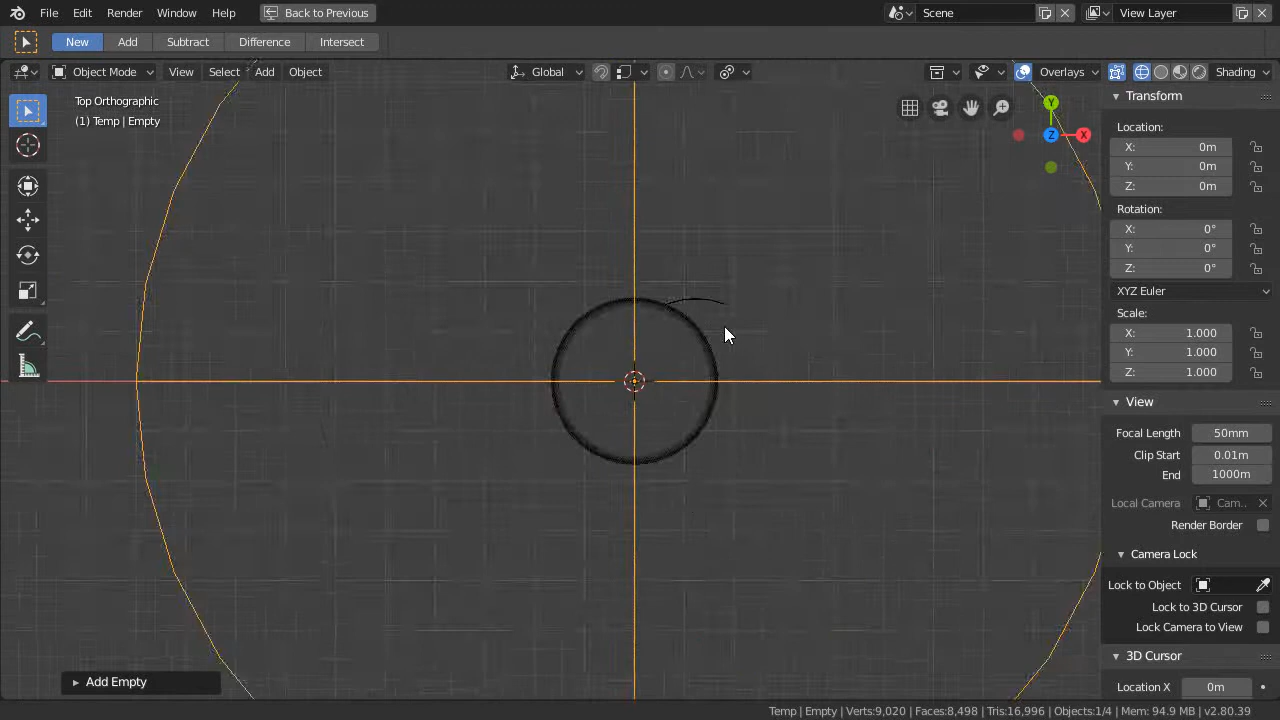 File Edit Render Window Help Back to Previous Scene View Layer
New Add Subtract Difference Intersect
Object Mode View Select Add Object Global Overlays Shading
Top Orthographic
(1) Temp | Empty
Y
Z
X
Transform
Location:
X: 0m
Y: 0m
Z: 0m
Rotation:
X: 0°
Y: 0°
Z: 0°
XYZ Euler
Scale:
X: 1.000
Y: 1.000
Z: 1.000
View
Focal Length 50mm
Clip Start 0.01m
End 1000m
Local Camera Cam..
Render Border
Camera Lock
Lock to Object
Lock to 3D Cursor
Lock Camera to View
3D Cursor
Location X 0m
Add Empty
Temp | Empty | Verts:9,020 | Faces:8,498 | Tris:16,996 | Objects:1/4 | Mem: 94.9 MB | v2.80.39